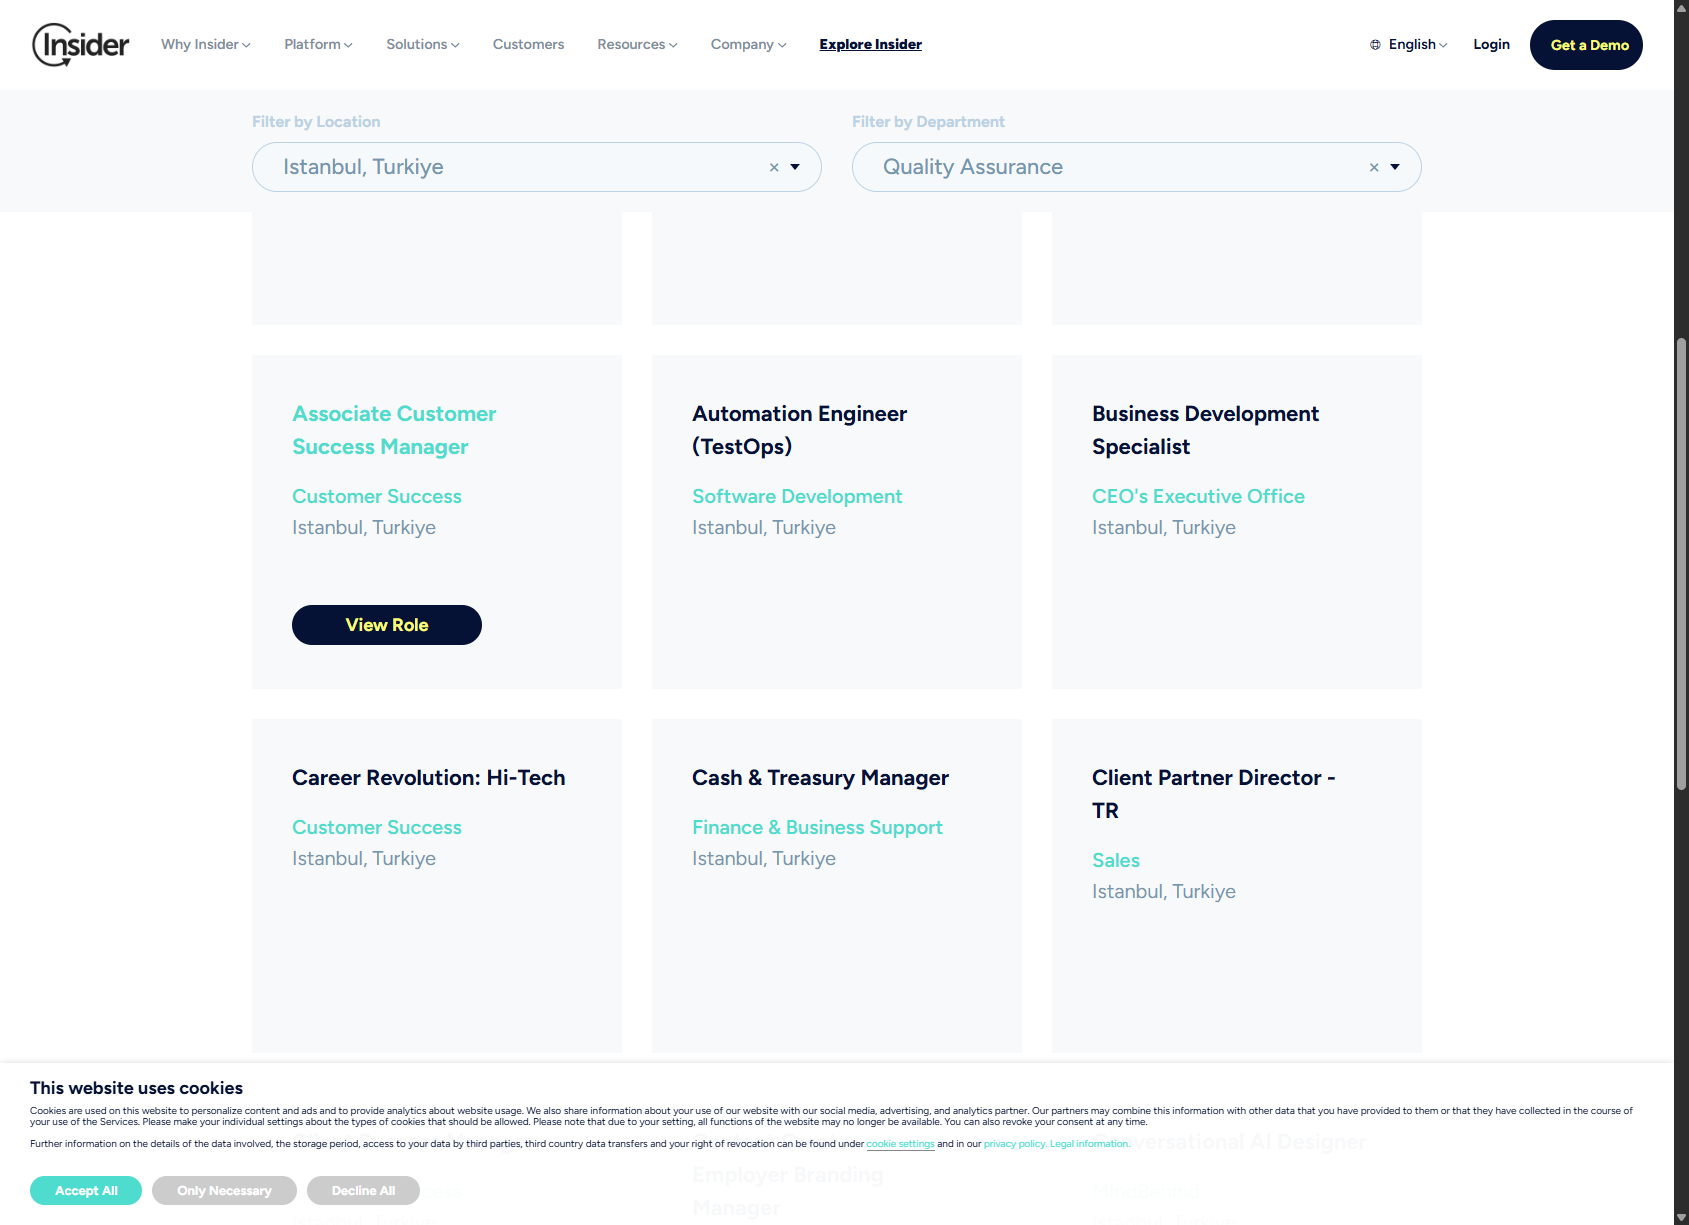 Insider
Why Insider
Platform
Solutions
Customers
Resources
Company
Explore Insider
English
Login
Get a Demo
Filter by Location
Filter by Department
Istanbul, Turkiye
×
Quality Assurance
×
Associate Customer
Success Manager
Customer Success
Istanbul, Turkiye
View Role
Automation Engineer
(TestOps)
Software Development
Istanbul, Turkiye
Business Development
Specialist
CEO's Executive Office
Istanbul, Turkiye
Career Revolution: Hi-Tech
Customer Success
Istanbul, Turkiye
Cash & Treasury Manager
Finance & Business Support
Istanbul, Turkiye
Client Partner Director -
TR
Sales
Istanbul, Turkiye
This website uses cookies
Cookies are used on this website to personalize content and ads and to provide analytics about website usage. We also share information about your use of our website with our social media, advertising, and analytics partner. Our partners may combine this information with other data that you have provided to them or that they have collected in the course of
your use of the Services. Please make your individual settings about the types of cookies that should be allowed. Please note that due to your setting, all functions of the website may no longer be available. You can also revoke your consent at any time.
Further information on the details of the data involved, the storage period, access to your data by third parties, third country data transfers and your right of revocation can be found under cookie settings and in our privacy policy. Legal information.
AI Designer
Employer Branding
Manager
Accept All
Only Necessary
Decline All